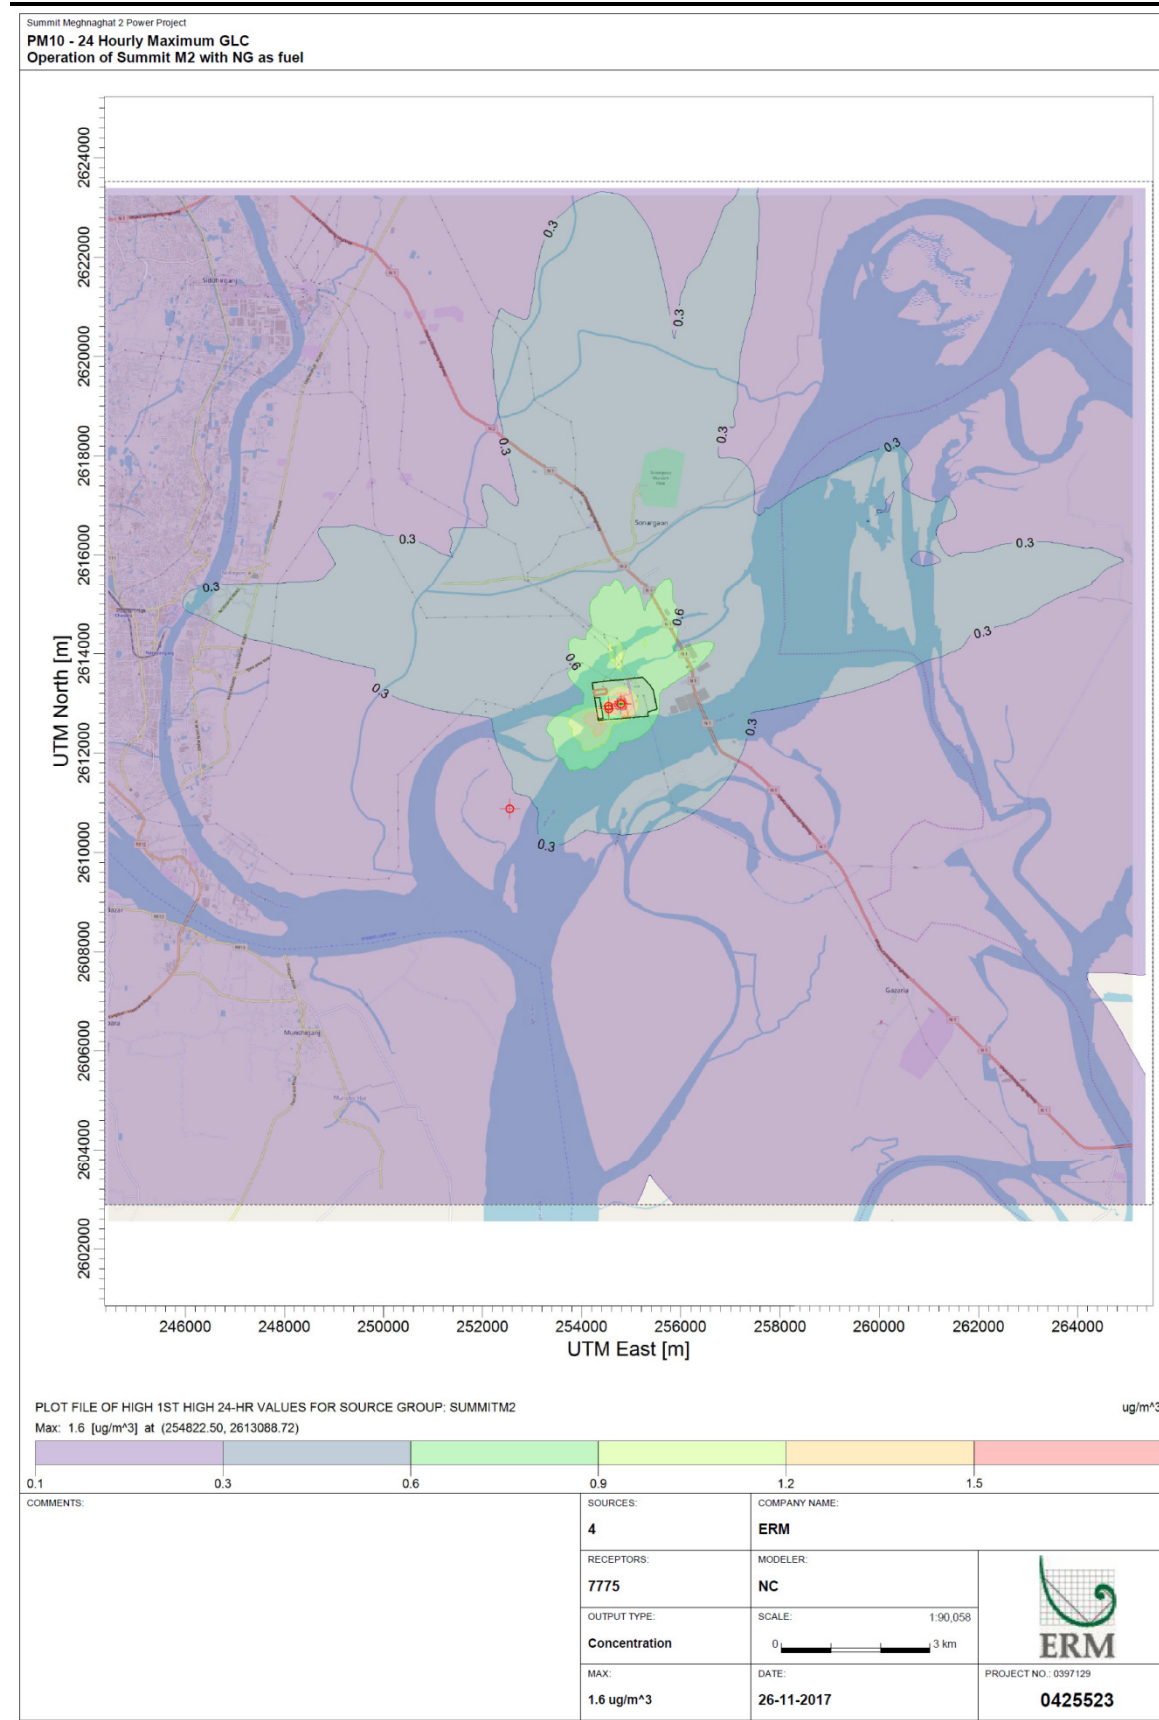 Summit Meghnaghat 2 Power Project
PM10 - 24 Hourly Maximum GLC
Operation of Summit M2 with NG as fuel
UTM North [m]
2624000
2622000
2620000
2618000
2616000
2614000
2612000
2610000
2608000
2606000
2604000
2602000
0.3
0.3
0.3
0.3
0.3
0.3
0.3
0.3
0.3
0.3
0.3
0.3
0.6
0.6
Sonargaon
Gazaria
Munshiganj
246000 248000 250000 252000 254000 256000 258000 260000 262000 264000
UTM East [m]
PLOT FILE OF HIGH 1ST HIGH 24-HR VALUES FOR SOURCE GROUP: SUMMITM2
ug/m^3
Max: 1.6 [ug/m^3] at (254822.50, 2613088.72)
0.1 0.3 0.6 0.9 1.2 1.5
COMMENTS:
SOURCES:
4
COMPANY NAME:
ERM
RECEPTORS:
7775
MODELER:
NC
OUTPUT TYPE:
Concentration
SCALE: 1:90,058
0 3 km
ERM
MAX:
1.6 ug/m^3
DATE:
26-11-2017
PROJECT NO.: 0397129
0425523